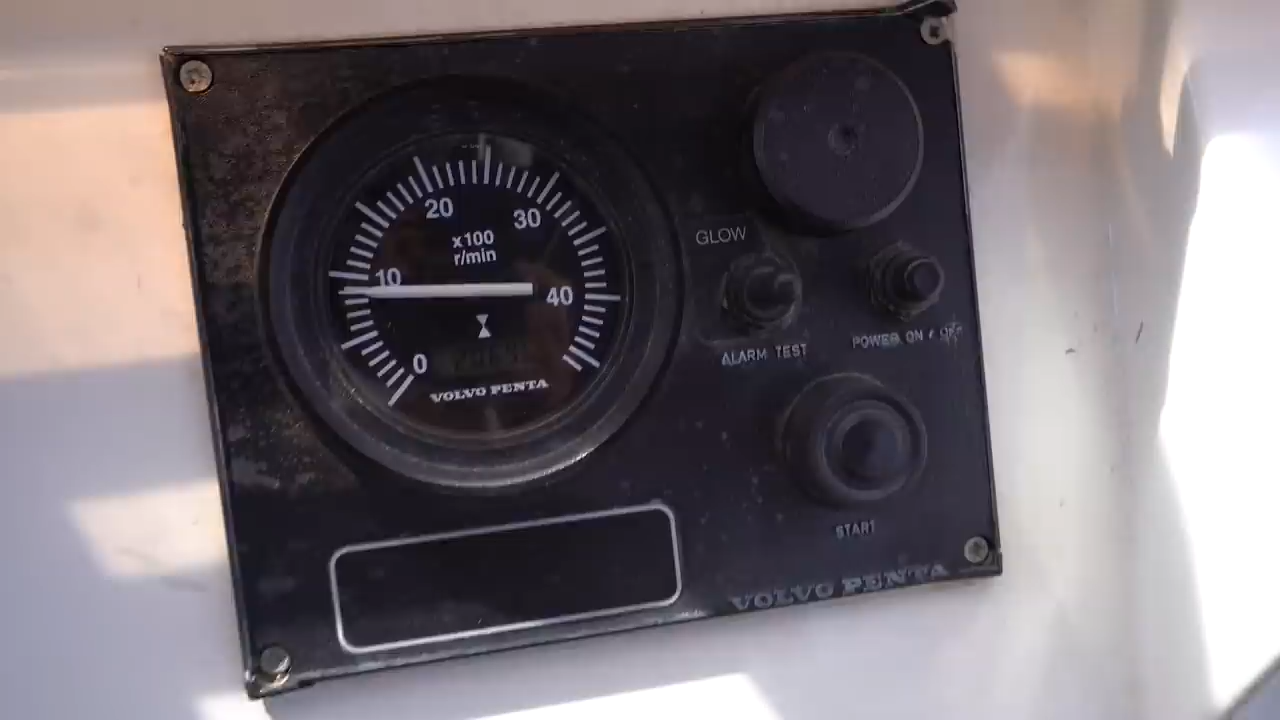 20
30
x100
r/min
10
40
0
VOLVO PENTA
GLOW
ALARM TEST
POWER ON / OFF
START
VOLVO PENTA